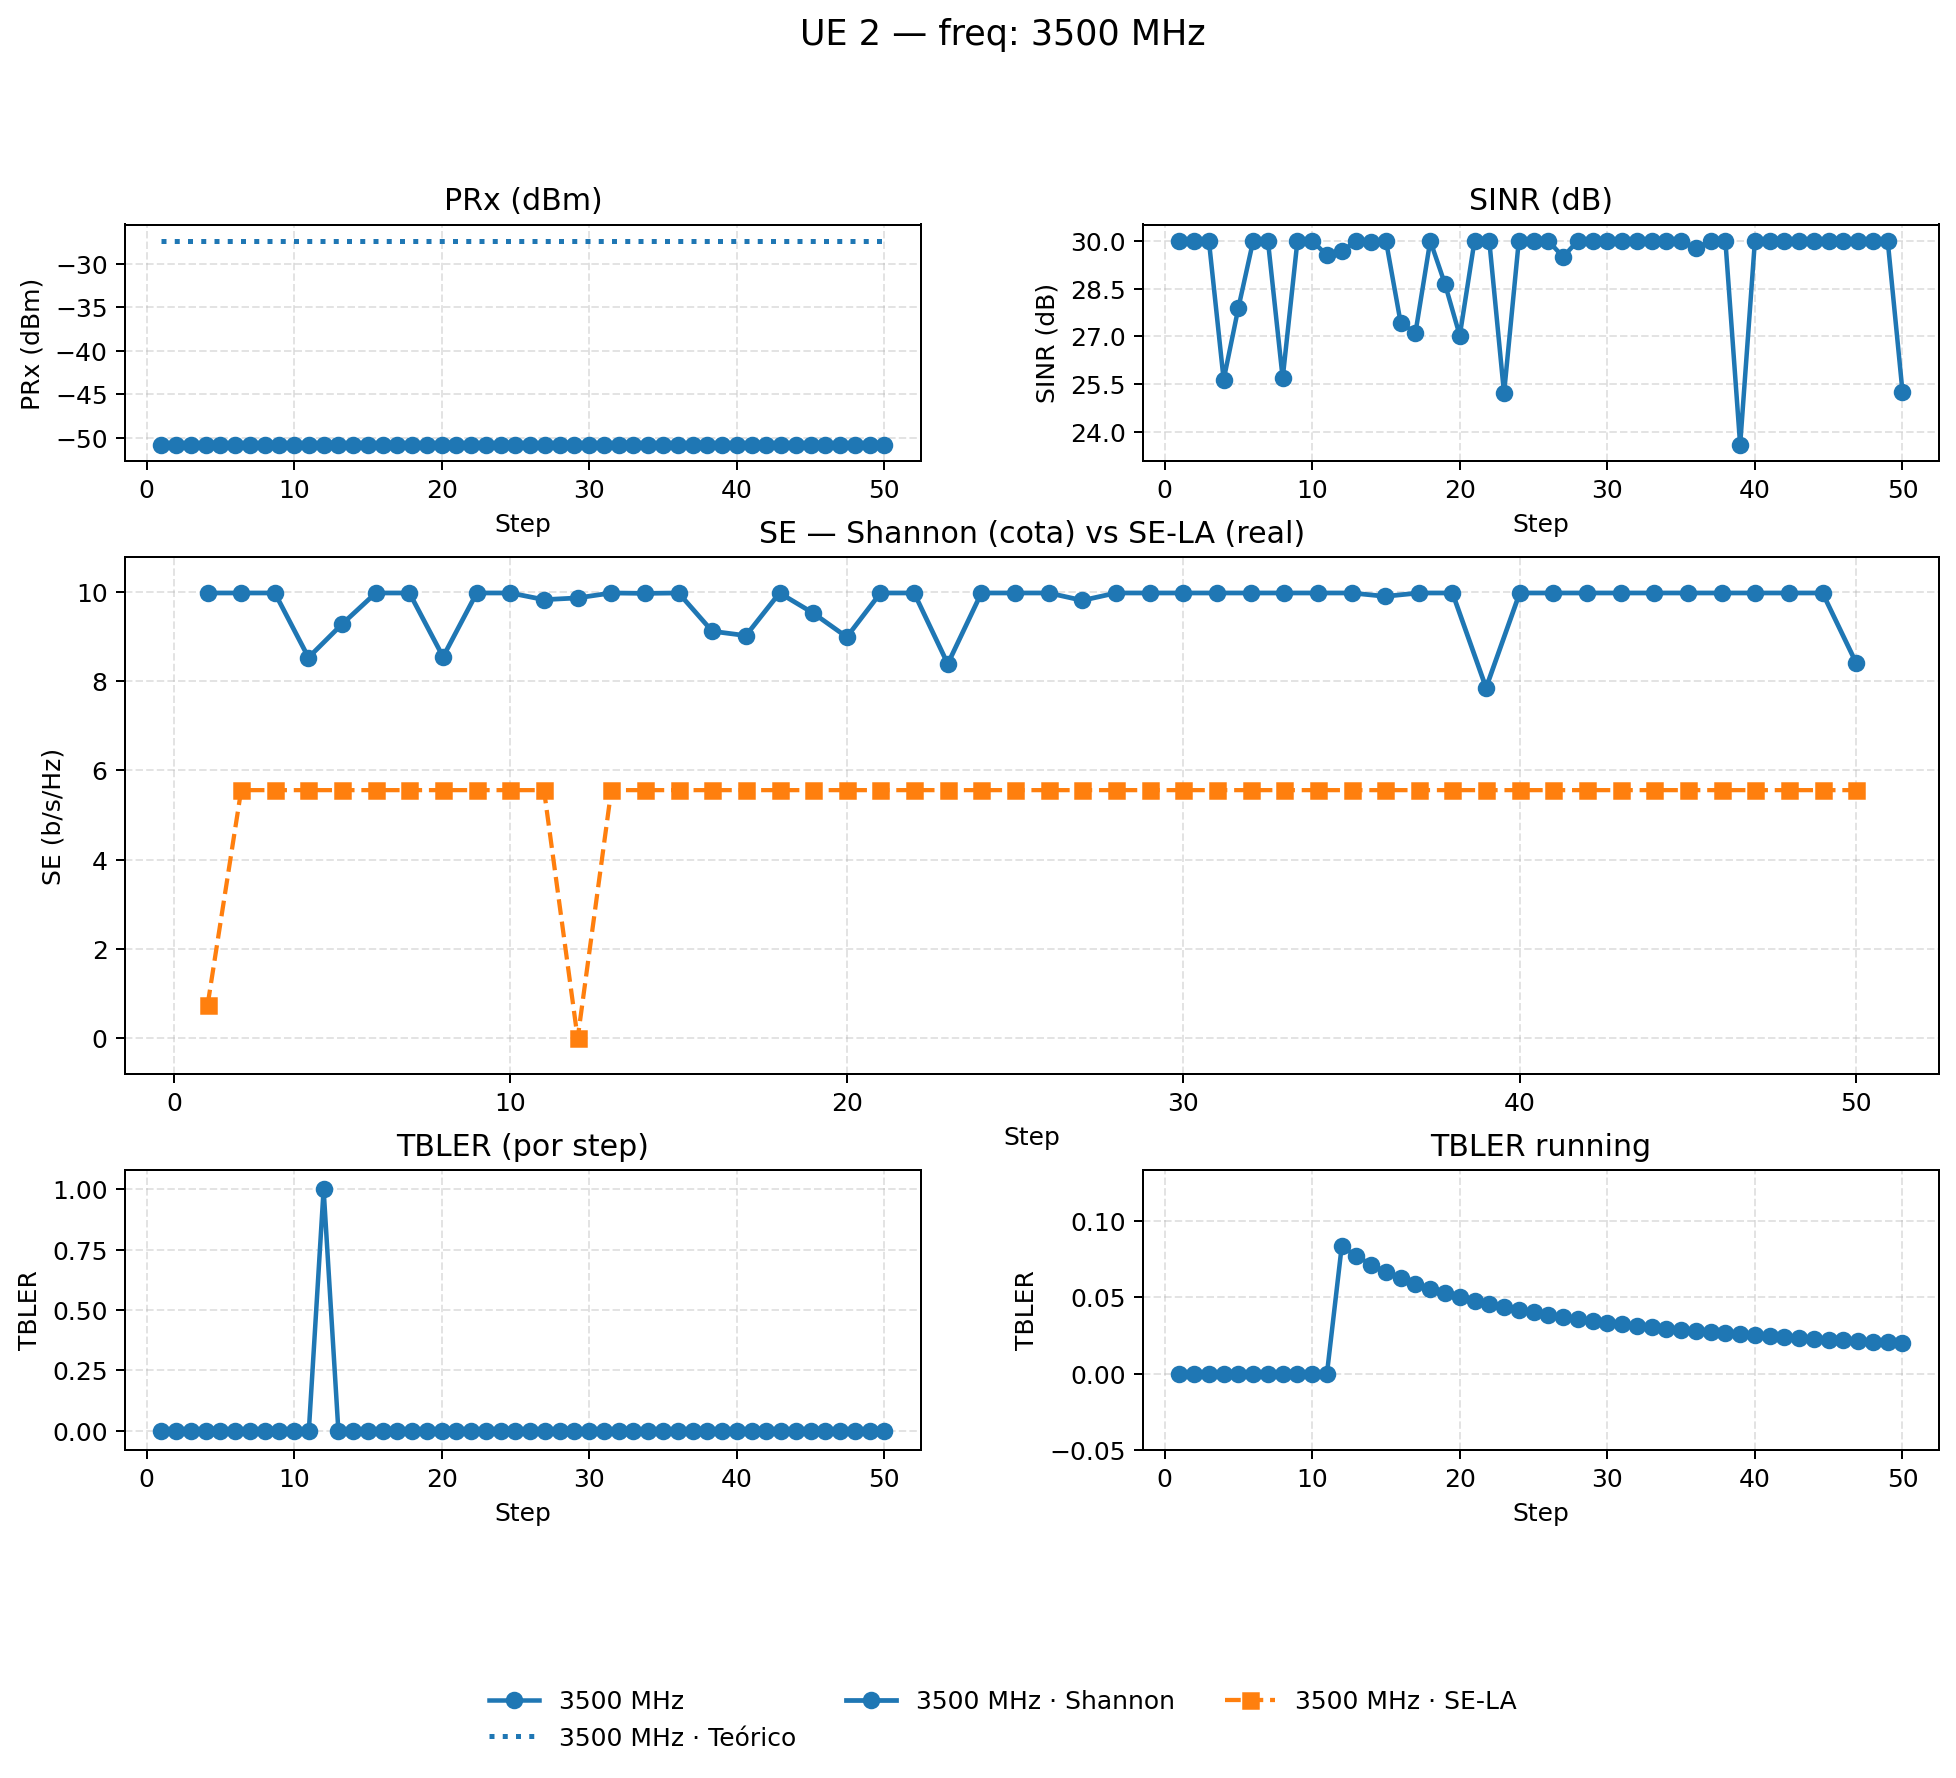 UE 2 — freq: 3500 MHz
PRx (dBm)
PRx (dBm)
−30
−35
−40
−45
−50
0 10 20 30 40 50
Step
SINR (dB)
SINR (dB)
30.0
28.5
27.0
25.5
24.0
0 10 20 30 40 50
Step
SE — Shannon (cota) vs SE-LA (real)
SE (b/s/Hz)
10
8
6
4
2
0
0 10 20 30 40 50
Step
TBLER (por step)
TBLER
1.00
0.75
0.50
0.25
0.00
0 10 20 30 40 50
Step
TBLER running
TBLER
0.10
0.05
0.00
−0.05
0 10 20 30 40 50
Step
3500 MHz
3500 MHz · Teórico
3500 MHz · Shannon
3500 MHz · SE-LA